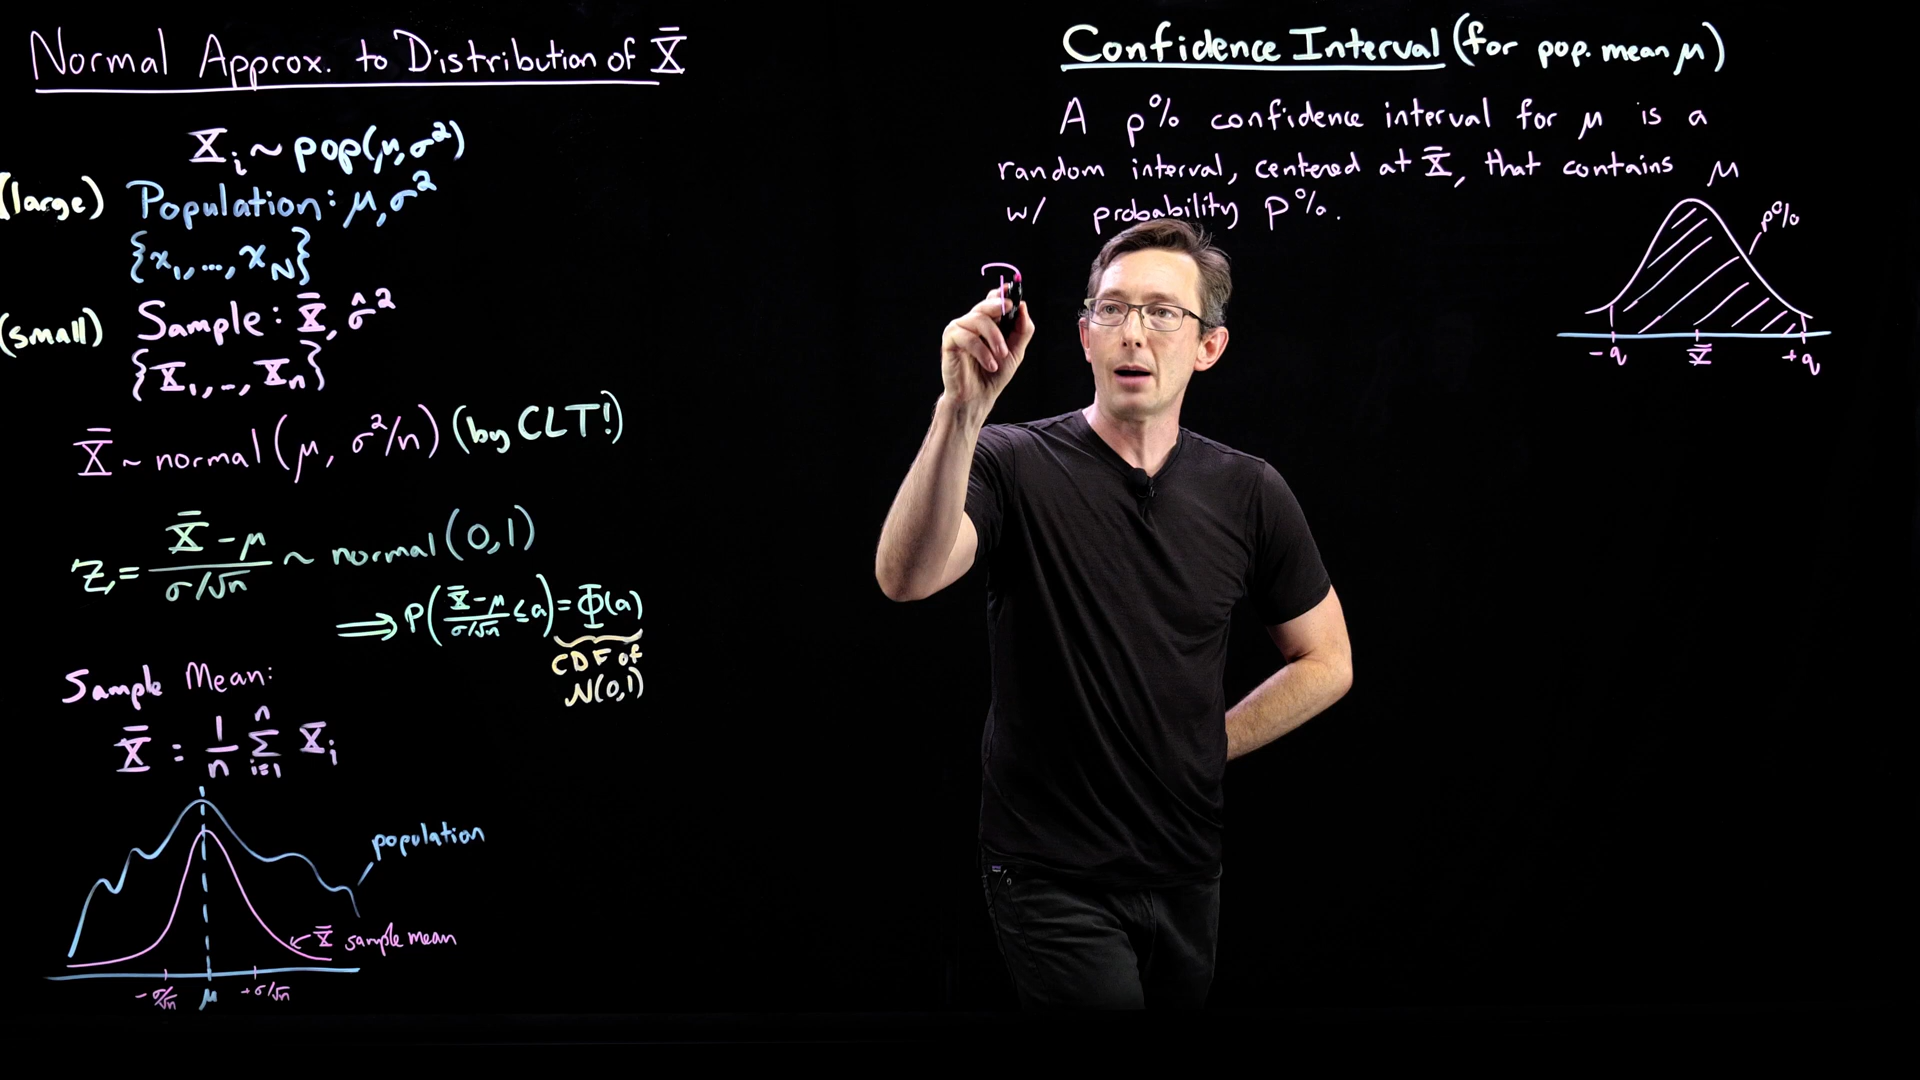 Normal Approx. to Distribution of X̄
X_i ~ pop(μ, σ²)
(large) Population: μ, σ²
{x₁, ..., x_N}
(small) Sample: X̄, σ̂²
{X₁, .., X_n}
X̄ ~ normal (μ, σ²/n) (by CLT!)
Z = (X̄ - μ)/(σ/√n) ~ normal (0,1)
⟹ P((X̄ - μ)/(σ/√n) ≤ a) = Φ(a)
CDF of
N(0,1)
Sample Mean:
X̄ = 1/n Σ_{i=1}^{n} X_i
population
X̄ sample mean
-σ/√n μ +σ/√n
Confidence Interval (for pop. mean μ)
A p% confidence interval for μ is a
random interval, centered at X̄, that contains μ
w/ probability P%.
p%
-q X̄ +q